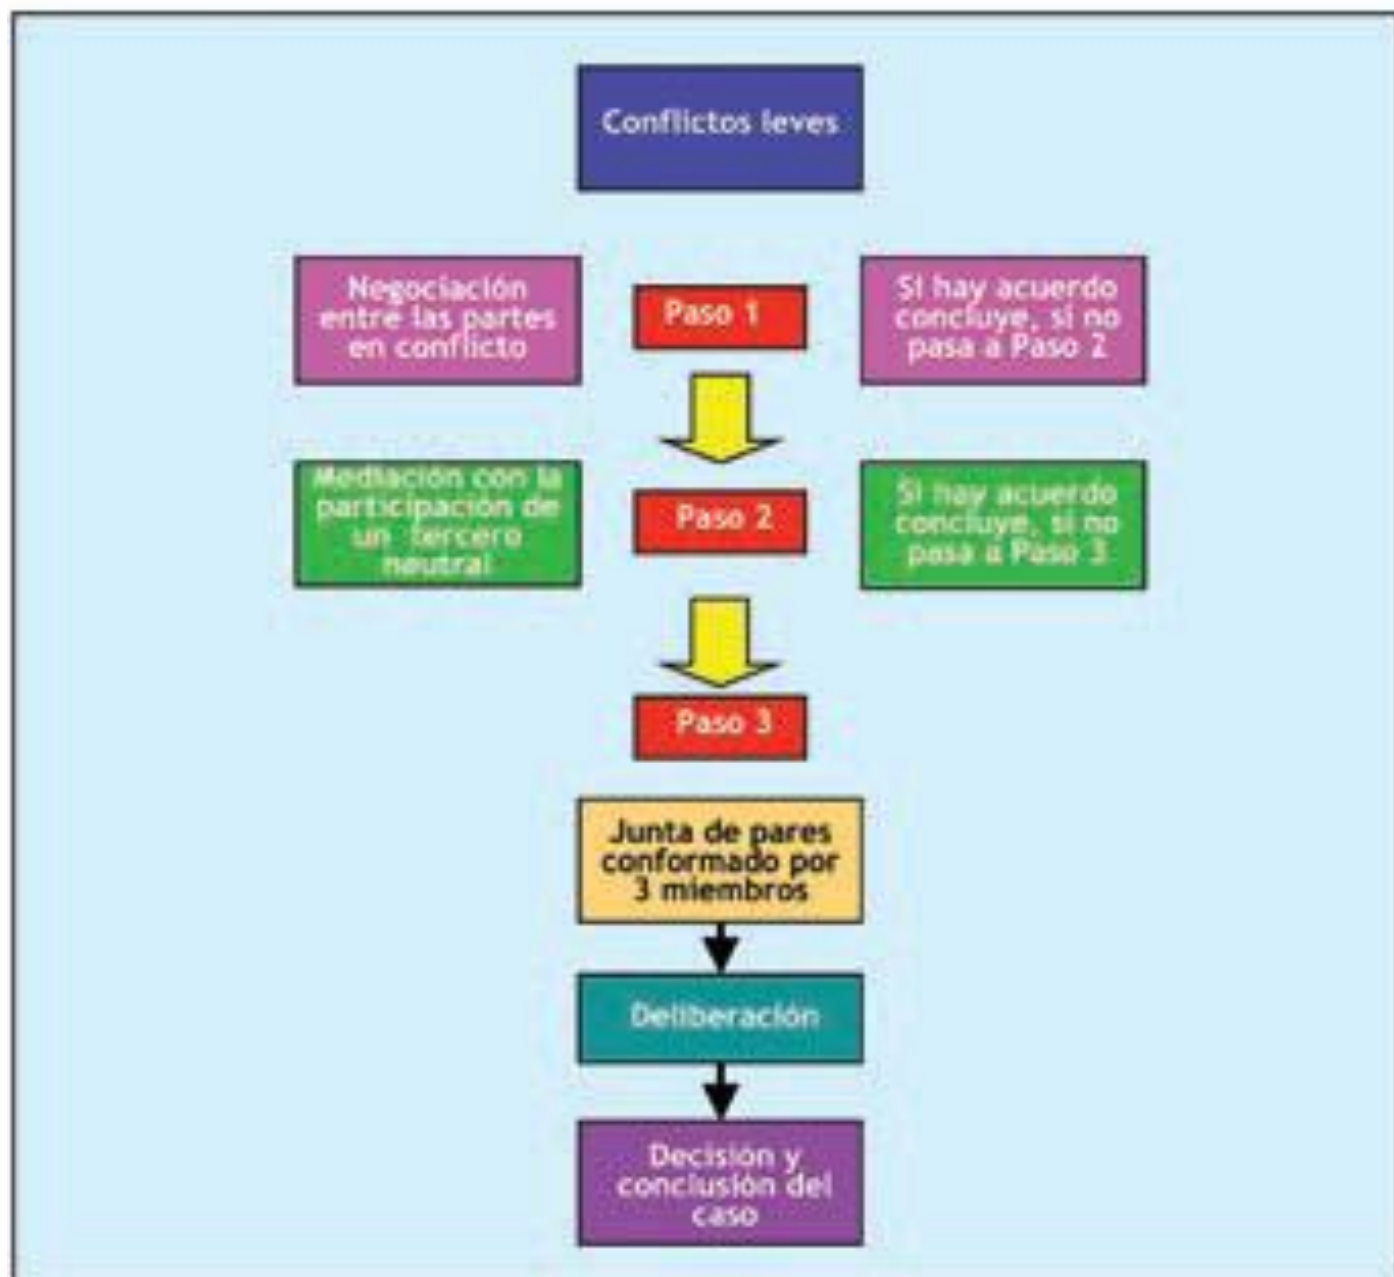 Conflictos leves
Negociación
entre las partes
en conflicto
Paso 1
Si hay acuerdo
concluye, si no
pasa a Paso 2
Mediación con la
participación de
un tercero
neutral
Paso 2
Si hay acuerdo
concluye, si no
pasa a Paso 3
Paso 3
Junta de pares
conformado por
3 miembros
Deliberación
Decisión y
conclusión del
caso